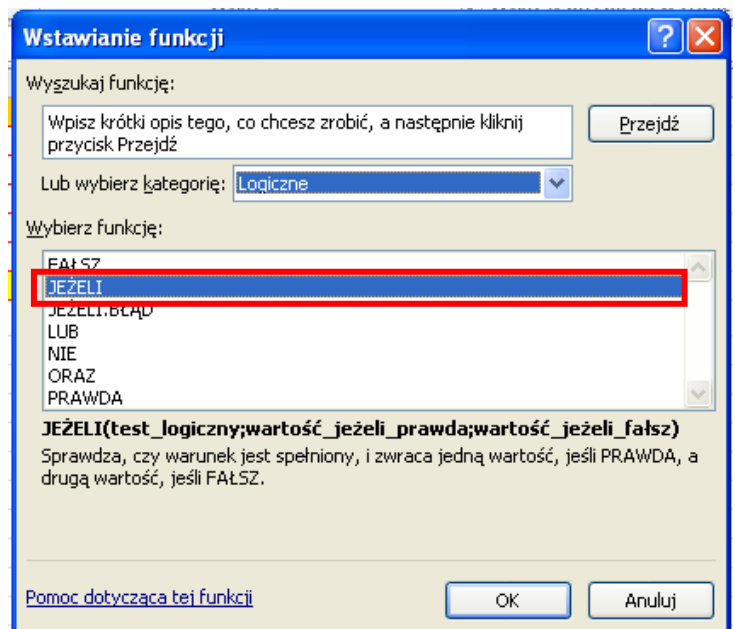 Wstawianie funkcji
Wyszukaj funkcję:
Wpisz krótki opis tego, co chcesz zrobić, a następnie kliknij
przycisk Przejdź
Przejdź
Lub wybierz kategorię: Logiczne
Wybierz funkcję:
FAŁSZ
JEŻELI
JEŻELI.BŁĄD
LUB
NIE
ORAZ
PRAWDA
JEŻELI(test_logiczny;wartość_jeżeli_prawda;wartość_jeżeli_fałsz)
Sprawdza, czy warunek jest spełniony, i zwraca jedną wartość, jeśli PRAWDA, a
drugą wartość, jeśli FAŁSZ.
Pomoc dotycząca tej funkcji
OK
Anuluj